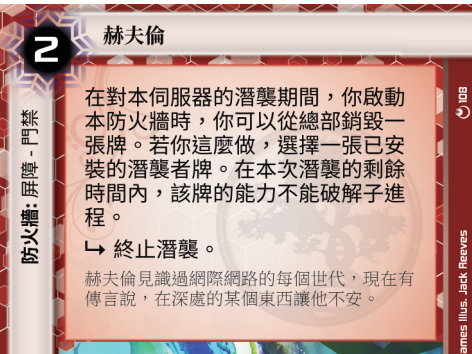 2
赫夫倫
防火牆: 屏障 - 門禁
在對本伺服器的潛襲期間，你啟動
本防火牆時，你可以從總部銷毀一
張牌。若你這麼做，選擇一張已安
裝的潛襲者牌。在本次潛襲的剩餘
時間內，該牌的能力不能破解子進
程。
↳ 終止潛襲。
赫夫倫見識過網際網路的每個世代，現在有
傳言說，在深處的某個東西讓他不安。
108
ames Illus. Jack Reeves